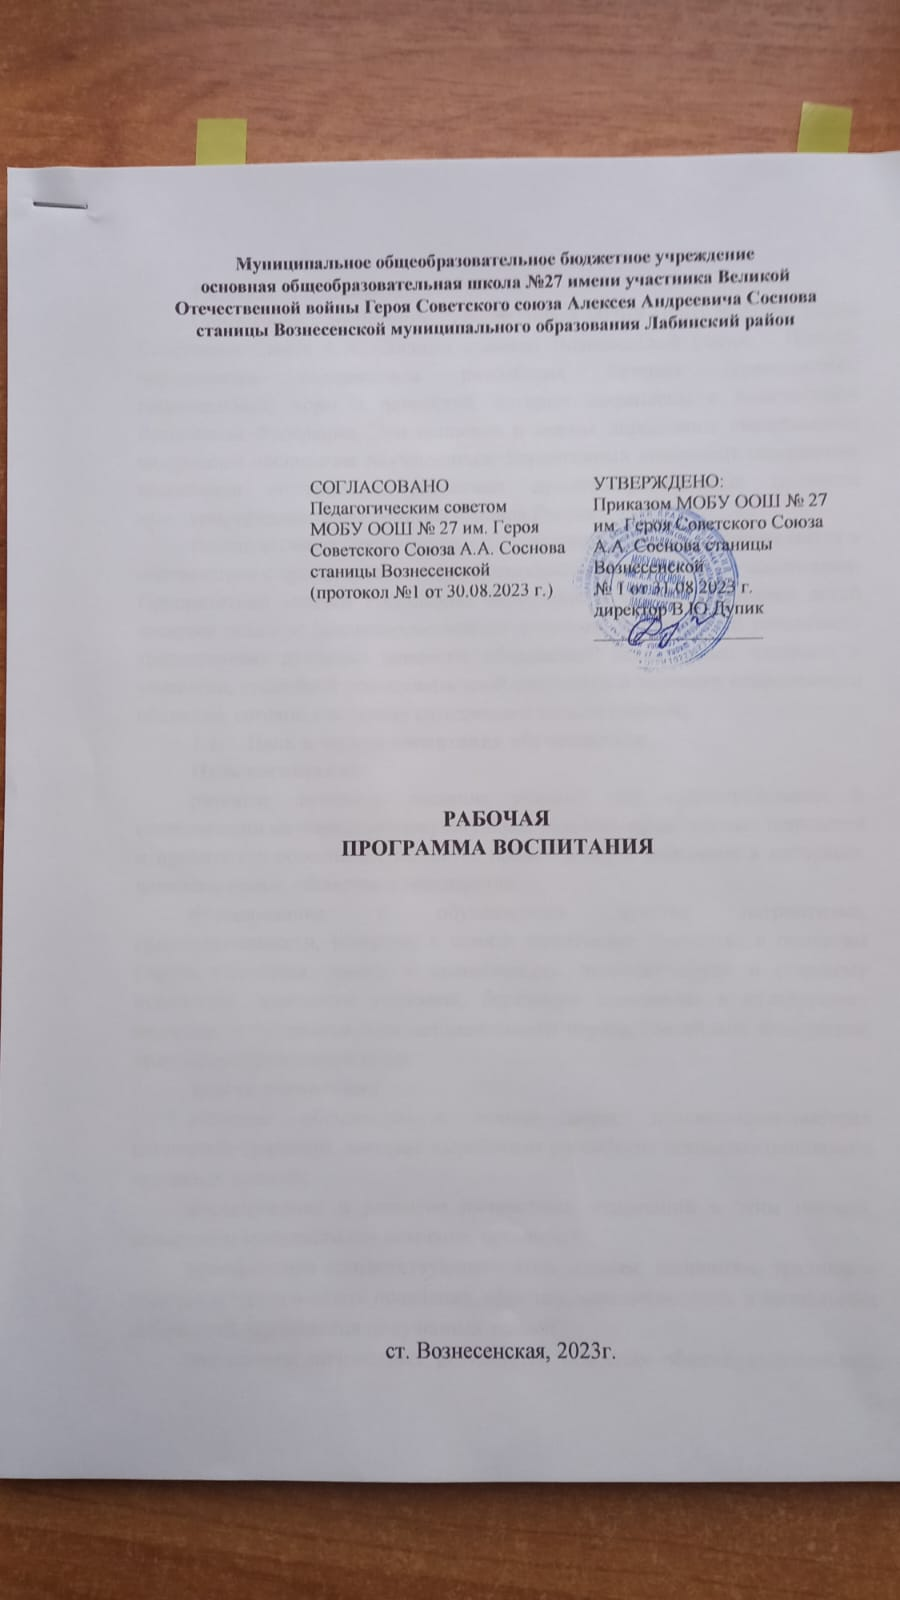 Муниципальное общеобразовательное бюджетное учреждение
основная общеобразовательная школа №27 имени участника Великой
Отечественной войны Героя Советского союза Алексея Андреевича Соснова
станицы Вознесенской муниципального образования Лабинский район
СОГЛАСОВАНО
Педагогическим советом
МОБУ ООШ № 27 им. Героя
Советского Союза А.А. Соснова
станицы Вознесенской
(протокол №1 от 30.08.2023 г.)
УТВЕРЖДЕНО:
Приказом МОБУ ООШ № 27
им. Героя Советского Союза
А.А. Соснова станицы
Вознесенской
№ 1 от 31.08.2023 г.
директор В.Ю.Дупик
РАБОЧАЯ
ПРОГРАММА ВОСПИТАНИЯ
ст. Вознесенская, 2023г.